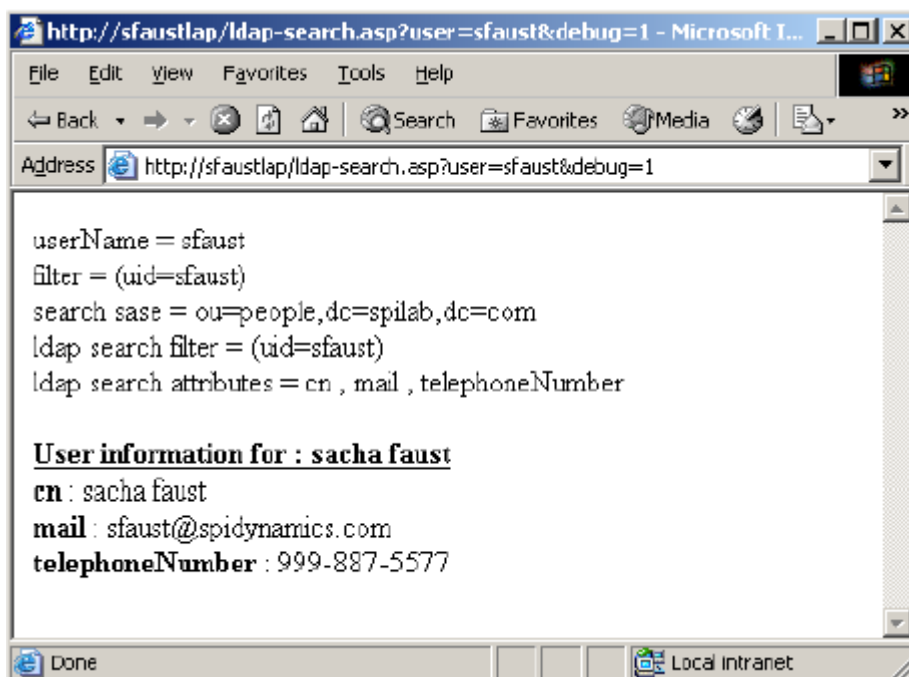 http://sfaustlap/ldap-search.asp?user=sfaust&debug=1 - Microsoft I...
File Edit View Favorites Tools Help
Back Search Favorites Media
Address http://sfaustlap/ldap-search.asp?user=sfaust&debug=1
userName = sfaust
filter = (uid=sfaust)
search sase = ou=people,dc=spilab,dc=com
ldap search filter = (uid=sfaust)
ldap search attributes = cn , mail , telephoneNumber
User information for : sacha faust
cn : sacha faust
mail : sfaust@spidynamics.com
telephoneNumber : 999-887-5577
Done Local intranet